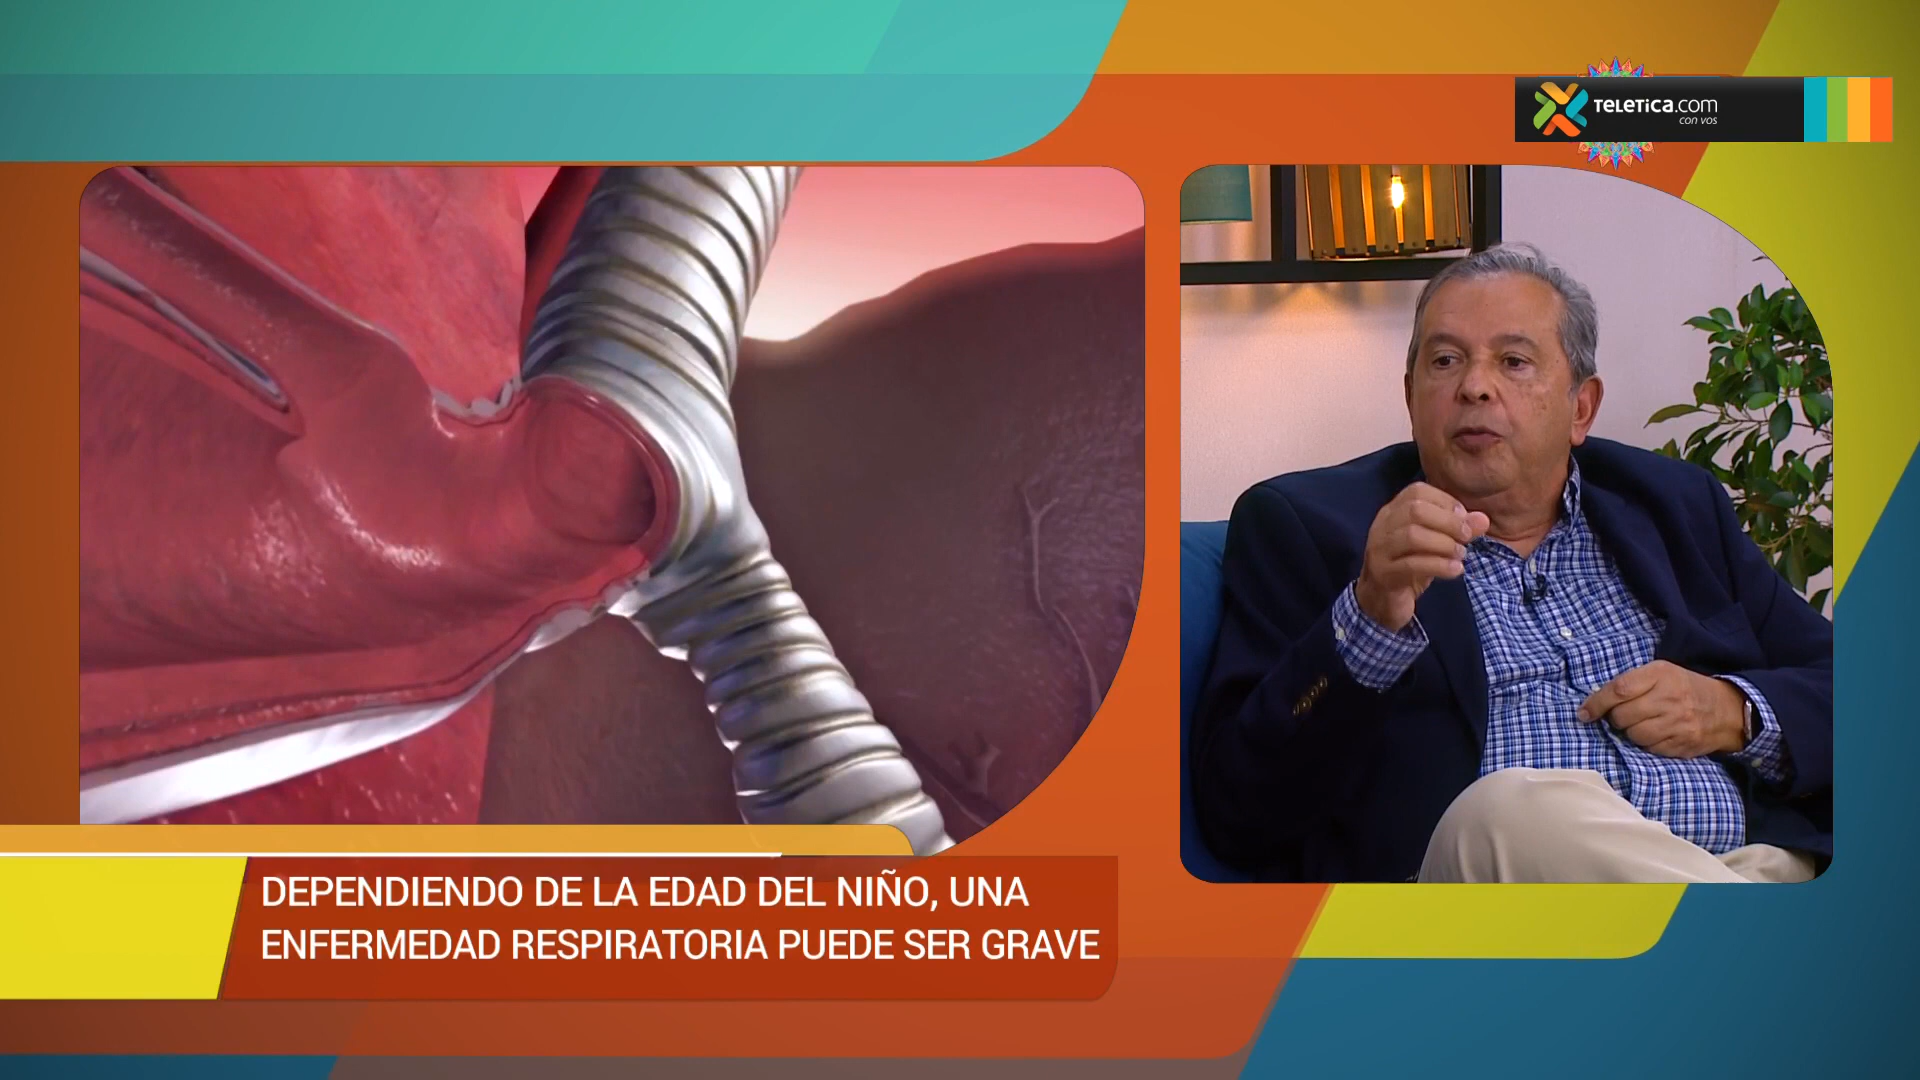 TELETICA.com
con vos
DEPENDIENDO DE LA EDAD DEL NIÑO, UNA
ENFERMEDAD RESPIRATORIA PUEDE SER GRAVE